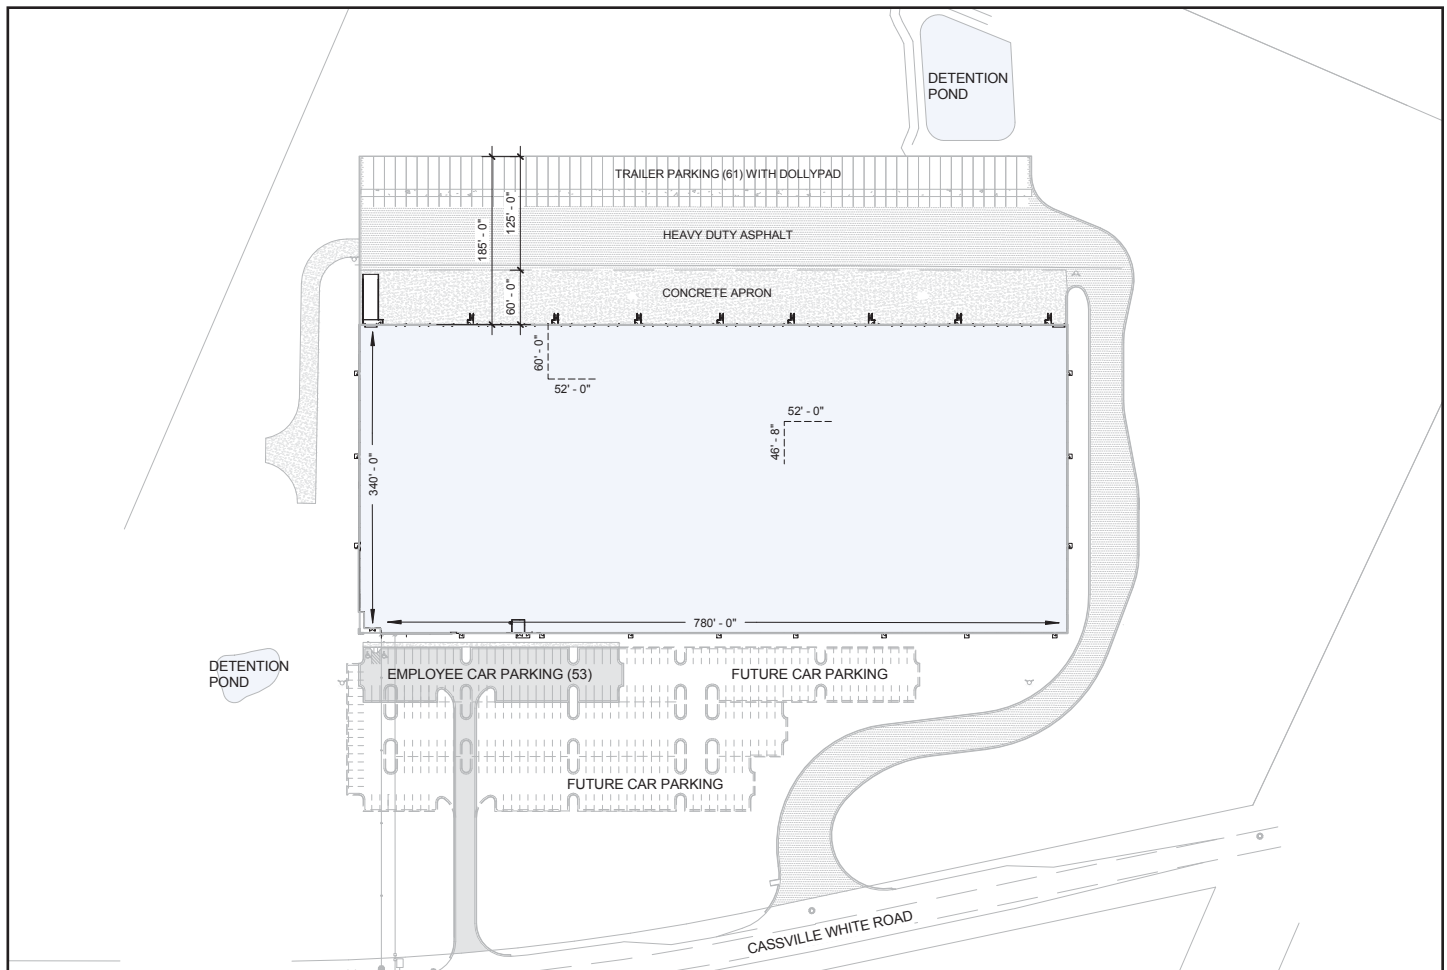 DETENTION
POND
TRAILER PARKING (61) WITH DOLLYPAD
125' - 0"
185' - 0"
HEAVY DUTY ASPHALT
60' - 0"
CONCRETE APRON
60' - 0"
52' - 0"
52' - 0"
46' - 8"
340' - 0"
780' - 0"
DETENTION
POND
EMPLOYEE CAR PARKING (53)
FUTURE CAR PARKING
FUTURE CAR PARKING
CASSVILLE WHITE ROAD